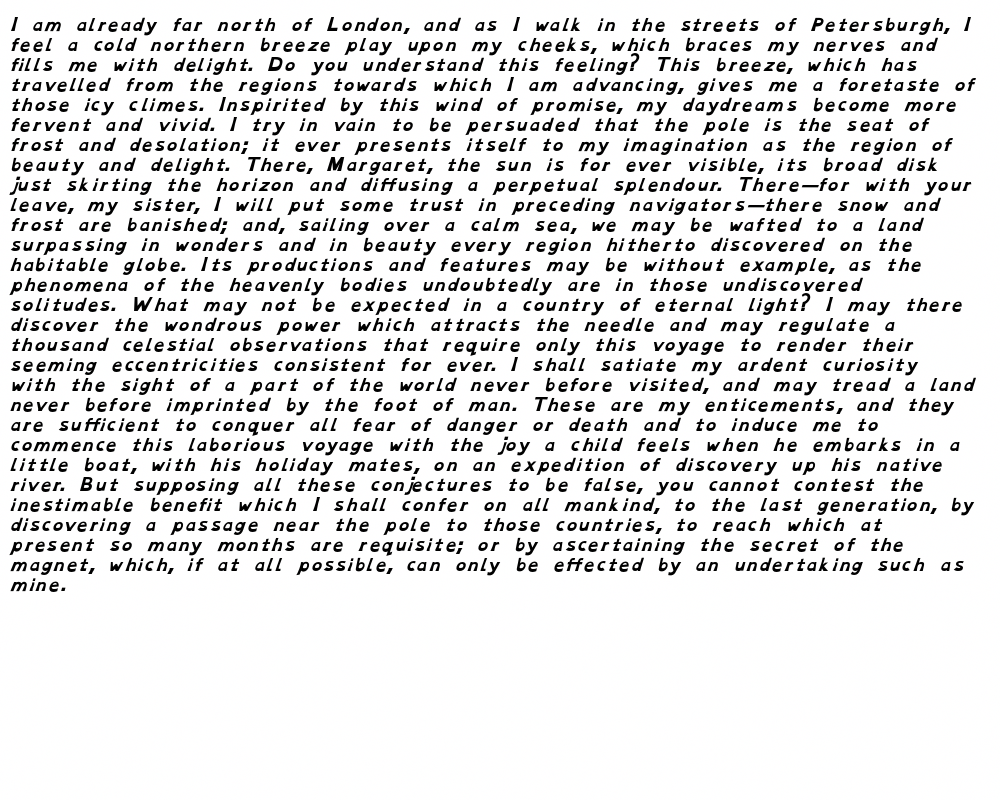 I am already far north of London, and as I walk in the streets of Petersburgh, I
feel a cold northern breeze play upon my cheeks, which braces my nerves and
fills me with delight. Do you understand this feeling? This breeze, which has
travelled from the regions towards which I am advancing, gives me a foretaste of
those icy climes. Inspirited by this wind of promise, my daydreams become more
fervent and vivid. I try in vain to be persuaded that the pole is the seat of
frost and desolation; it ever presents itself to my imagination as the region of
beauty and delight. There, Margaret, the sun is for ever visible, its broad disk
just skirting the horizon and diffusing a perpetual splendour. There—for with your
leave, my sister, I will put some trust in preceding navigators—there snow and
frost are banished; and, sailing over a calm sea, we may be wafted to a land
surpassing in wonders and in beauty every region hitherto discovered on the
habitable globe. Its productions and features may be without example, as the
phenomena of the heavenly bodies undoubtedly are in those undiscovered
solitudes. What may not be expected in a country of eternal light? I may there
discover the wondrous power which attracts the needle and may regulate a
thousand celestial observations that require only this voyage to render their
seeming eccentricities consistent for ever. I shall satiate my ardent curiosity
with the sight of a part of the world never before visited, and may tread a land
never before imprinted by the foot of man. These are my enticements, and they
are sufficient to conquer all fear of danger or death and to induce me to
commence this laborious voyage with the joy a child feels when he embarks in a
little boat, with his holiday mates, on an expedition of discovery up his native
river. But supposing all these conjectures to be false, you cannot contest the
inestimable benefit which I shall confer on all mankind, to the last generation, by
discovering a passage near the pole to those countries, to reach which at
present so many months are requisite; or by ascertaining the secret of the
magnet, which, if at all possible, can only be effected by an undertaking such as
mine.